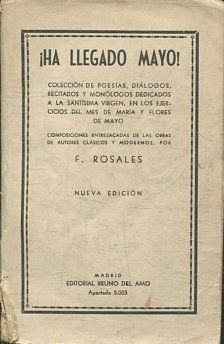 ¡HA LLEGADO MAYO!
COLECCIÓN DE POESÍAS, DIÁLOGOS,
RECITADOS Y MONÓLOGOS DEDICADOS
A LA SANTÍSIMA VIRGEN, EN LOS EJER-
CICIOS DEL MES DE MARÍA Y FLORES
DE MAYO
COMPOSICIONES ENTRESACADAS DE LAS OBRAS
DE AUTORES CLÁSICOS Y MODERNOS, POR
F. ROSALES
NUEVA EDICIÓN
MADRID
EDITORIAL BRUNO DEL AMO
Apartado 5.003